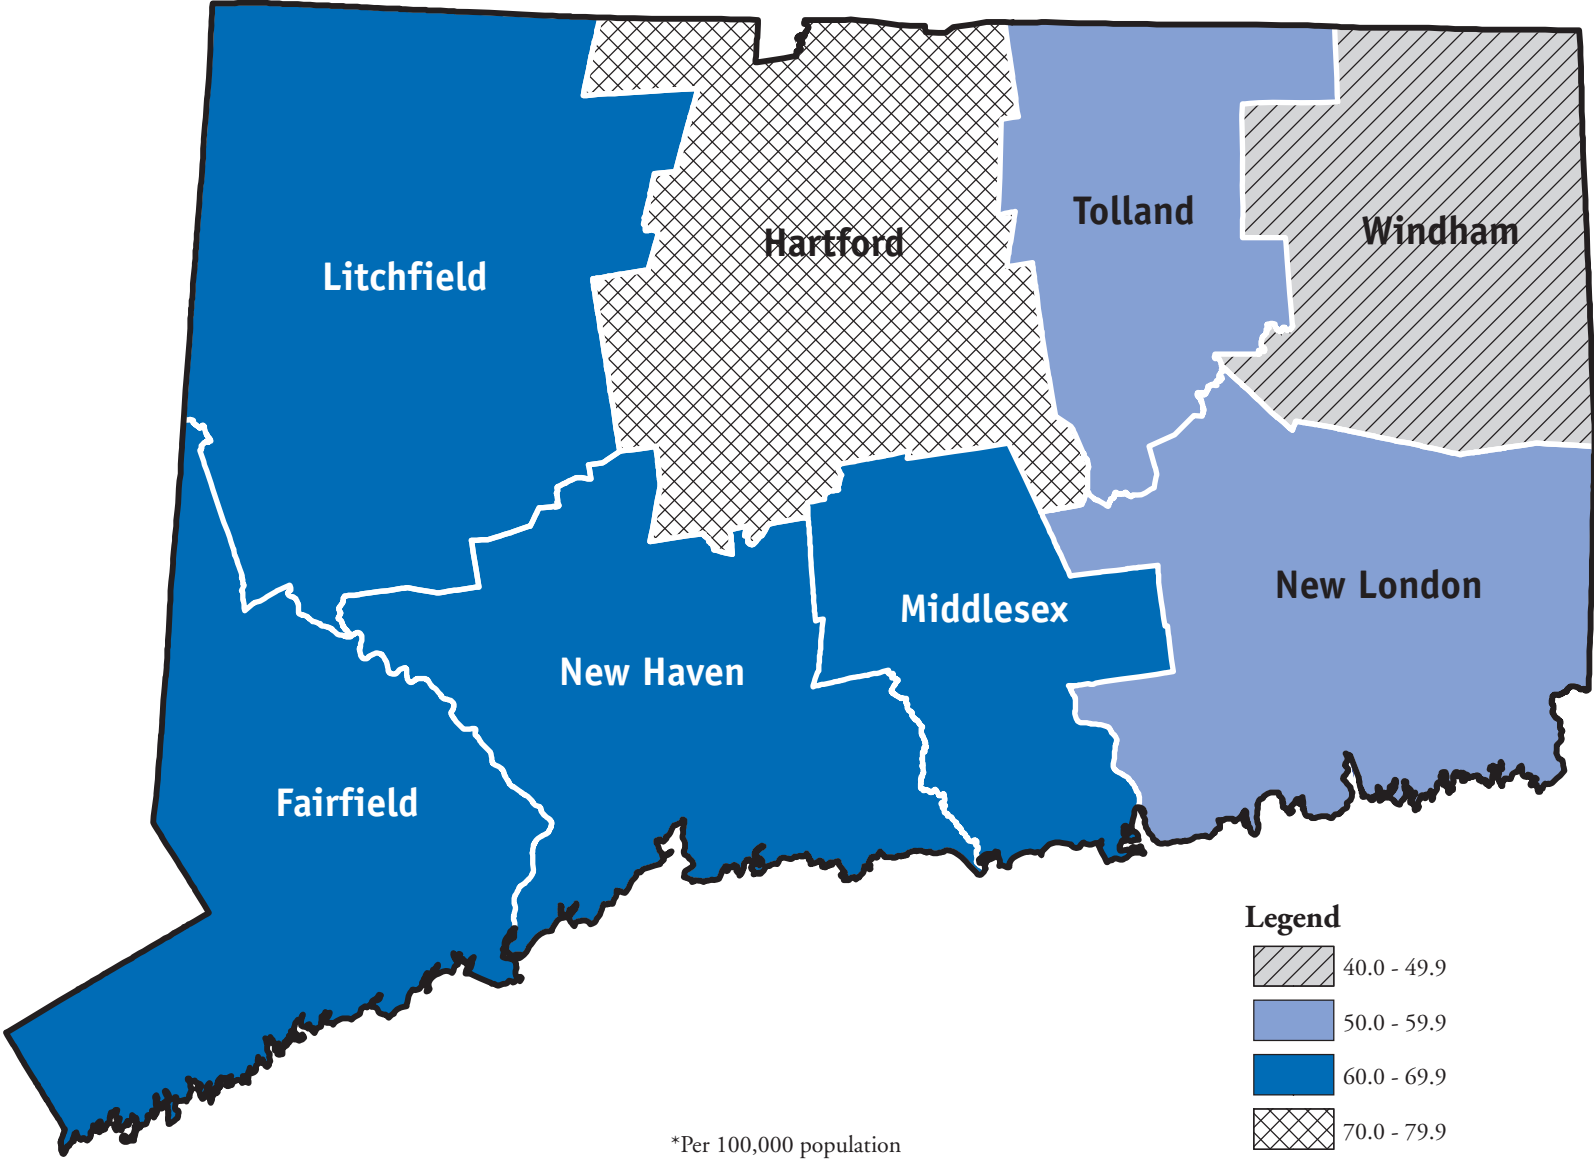 Tolland
Windham
Hartford
Litchfield
New London
Middlesex
New Haven
Fairfield
Legend
40.0 - 49.9
50.0 - 59.9
60.0 - 69.9
70.0 - 79.9
*Per 100,000 population